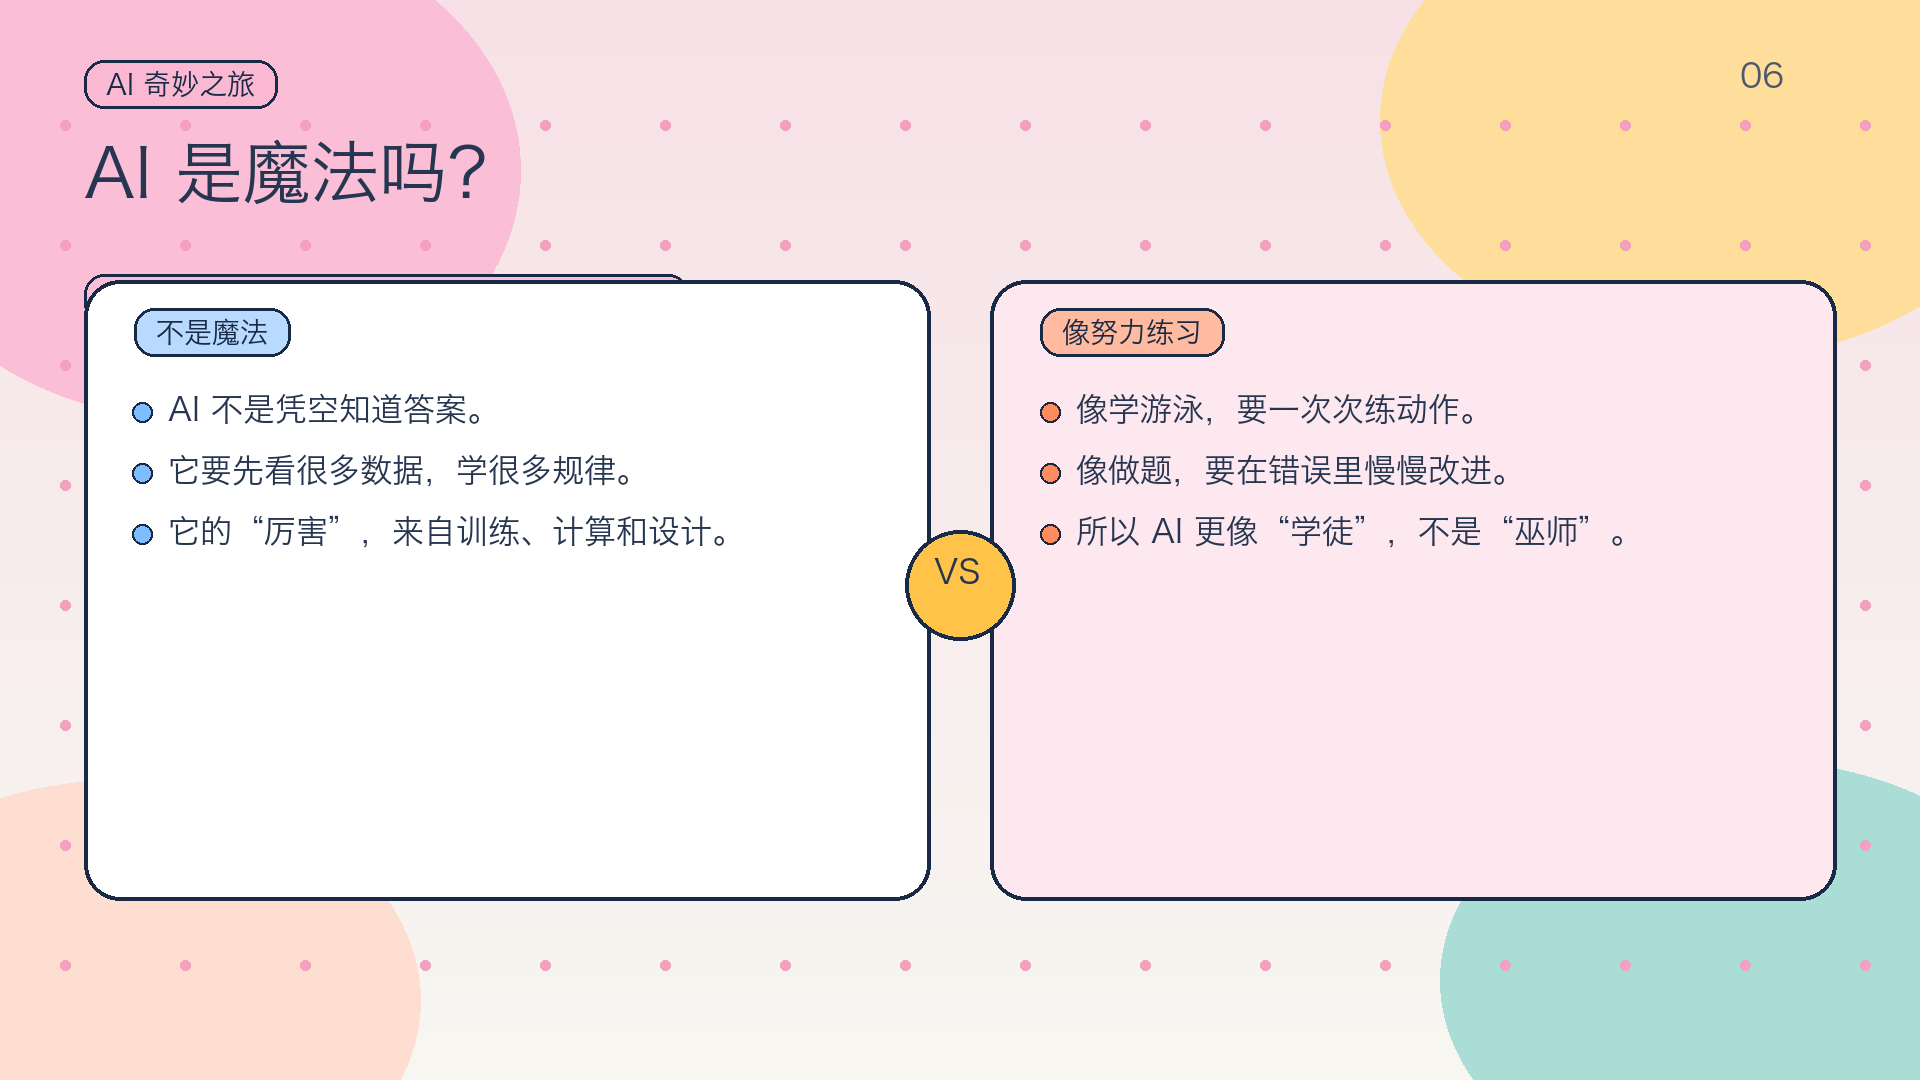 AI 奇妙之旅
06
AI 是魔法吗?
不是魔法
AI 不是凭空知道答案。
它要先看很多数据，学很多规律。
它的“厉害”，来自训练、计算和设计。
VS
像努力练习
像学游泳，要一次次练动作。
像做题，要在错误里慢慢改进。
所以 AI 更像“学徒”，不是“巫师”。